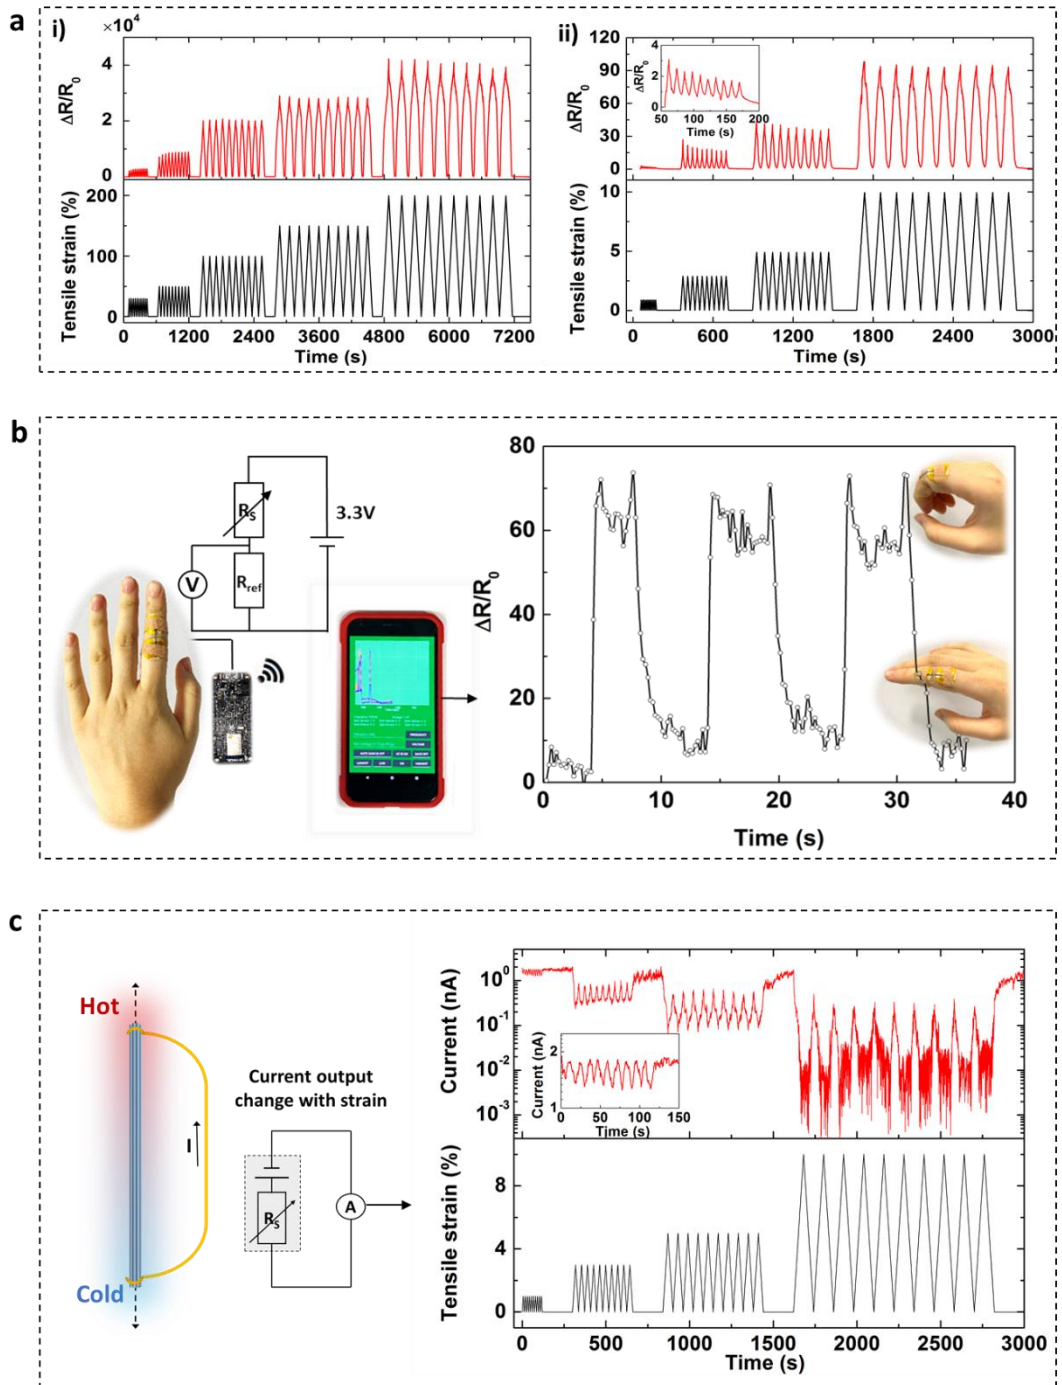 a
i)
×10⁴
ΔR/R₀
4
2
0
Tensile strain (%)
200
100
0
0 1200 2400 3600 4800 6000 7200
Time (s)
ii)
ΔR/R₀
120
90
60
30
0
ΔR/R₀
4
2
0
50 100 150 200
Time (s)
Tensile strain (%)
10
5
0
0 600 1200 1800 2400 3000
Time (s)
b
R_S
3.3V
V
R_ref
ΔR/R₀
80
60
40
20
0
0 10 20 30 40
Time (s)
c
Hot
I
Cold
Current output
change with strain
R_S
A
Current (nA)
10⁰
10⁻¹
10⁻²
10⁻³
Current (nA)
2
1
0 50 100 150
Time (s)
Tensile strain (%)
8
4
0
0 500 1000 1500 2000 2500 3000
Time (s)